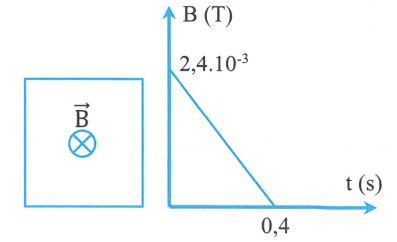 B (T)
2,4.10⁻³
B⃗
t (s)
0,4